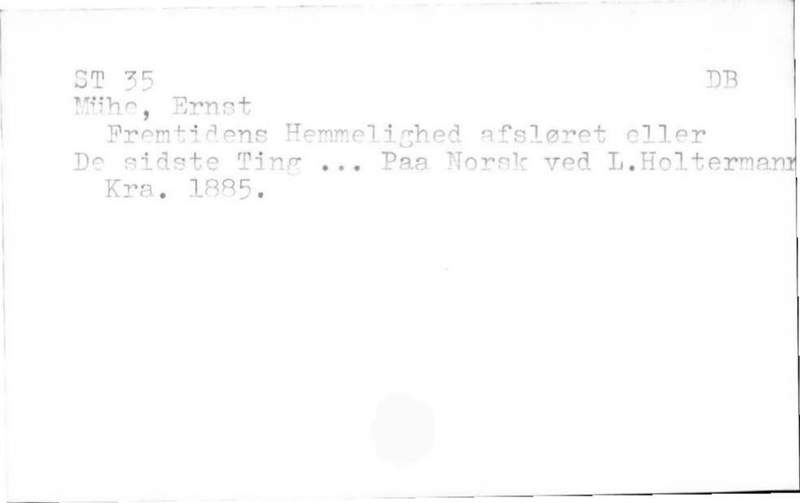 ST 35 DB
Mühe, Ernst
Fremtidens Hemmelighed afsløret eller
De sidste Ting ... Paa Norsk ved L.Holtermann
Kra. 1885.